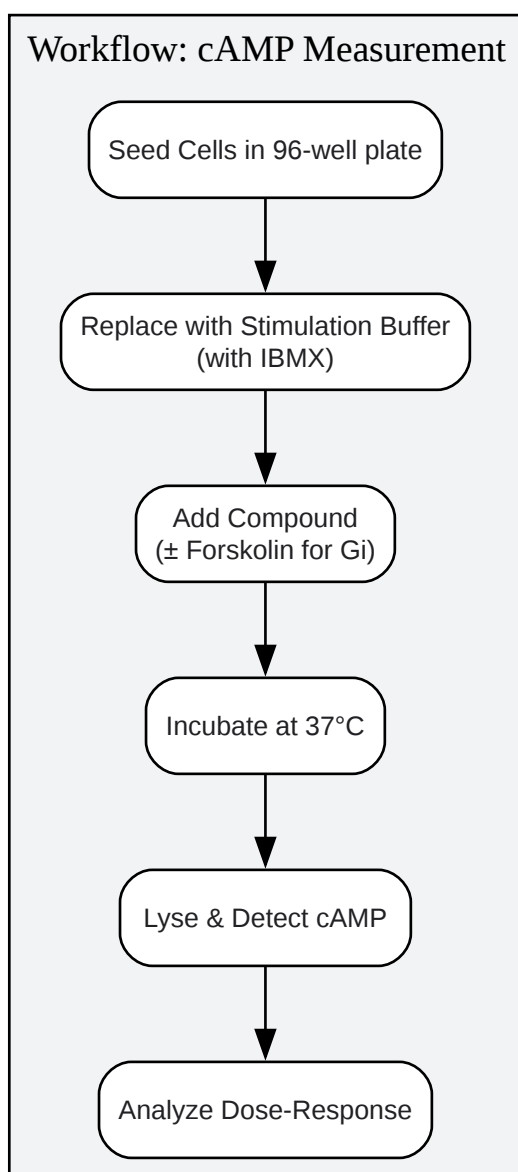 Workflow: cAMP Measurement
Seed Cells in 96-well plate
Replace with Stimulation Buffer
(with IBMX)
Add Compound
(± Forskolin for Gi)
Incubate at 37°C
Lyse & Detect cAMP
Analyze Dose-Response